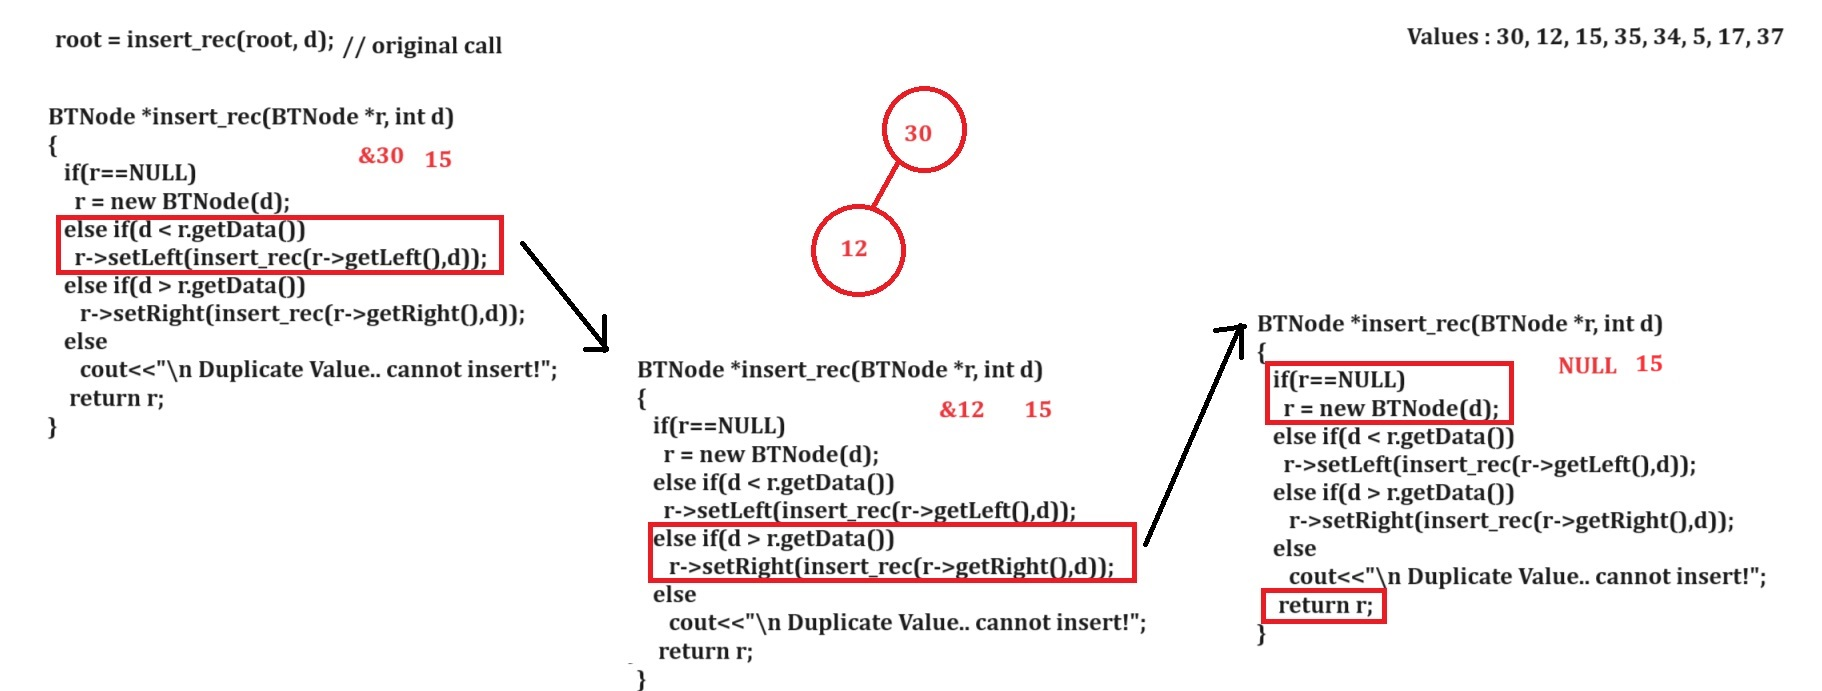 root = insert_rec(root, d); // original call
Values : 30, 12, 15, 35, 34, 5, 17, 37
BTNode *insert_rec(BTNode *r, int d)
{
&30 15
if(r==NULL)
r = new BTNode(d);
else if(d < r.getData())
r->setLeft(insert_rec(r->getLeft(),d));
else if(d > r.getData())
r->setRight(insert_rec(r->getRight(),d));
else
cout<<"\n Duplicate Value.. cannot insert!";
return r;
}
30
12
BTNode *insert_rec(BTNode *r, int d)
{
&12 15
if(r==NULL)
r = new BTNode(d);
else if(d < r.getData())
r->setLeft(insert_rec(r->getLeft(),d));
else if(d > r.getData())
r->setRight(insert_rec(r->getRight(),d));
else
cout<<"\n Duplicate Value.. cannot insert!";
return r;
}
BTNode *insert_rec(BTNode *r, int d)
{
NULL 15
if(r==NULL)
r = new BTNode(d);
else if(d < r.getData())
r->setLeft(insert_rec(r->getLeft(),d));
else if(d > r.getData())
r->setRight(insert_rec(r->getRight(),d));
else
cout<<"\n Duplicate Value.. cannot insert!";
return r;
}